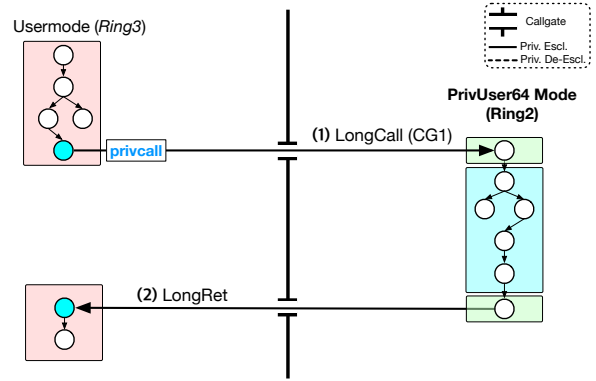 Usermode (Ring3)
Callgate
Priv. Escl.
Priv. De-Escl.
PrivUser64 Mode
(Ring2)
(1) LongCall (CG1)
privcall
(2) LongRet